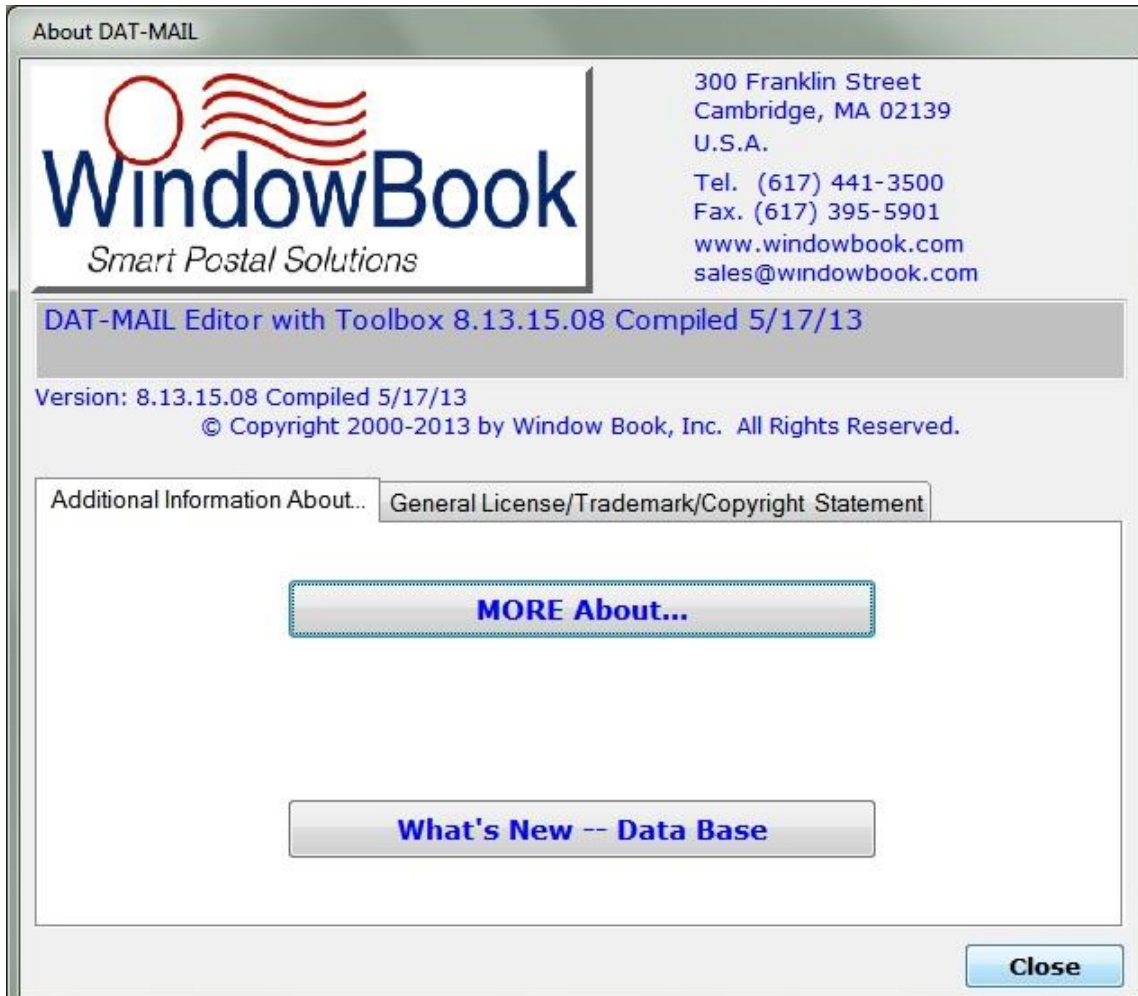 About DAT-MAIL
WindowBook
Smart Postal Solutions
300 Franklin Street
Cambridge, MA 02139
U.S.A.
Tel. (617) 441-3500
Fax. (617) 395-5901
www.windowbook.com
sales@windowbook.com
DAT-MAIL Editor with Toolbox 8.13.15.08 Compiled 5/17/13
Version: 8.13.15.08 Compiled 5/17/13
© Copyright 2000-2013 by Window Book, Inc. All Rights Reserved.
Additional Information About...
General License/Trademark/Copyright Statement
MORE About...
What's New -- Data Base
Close